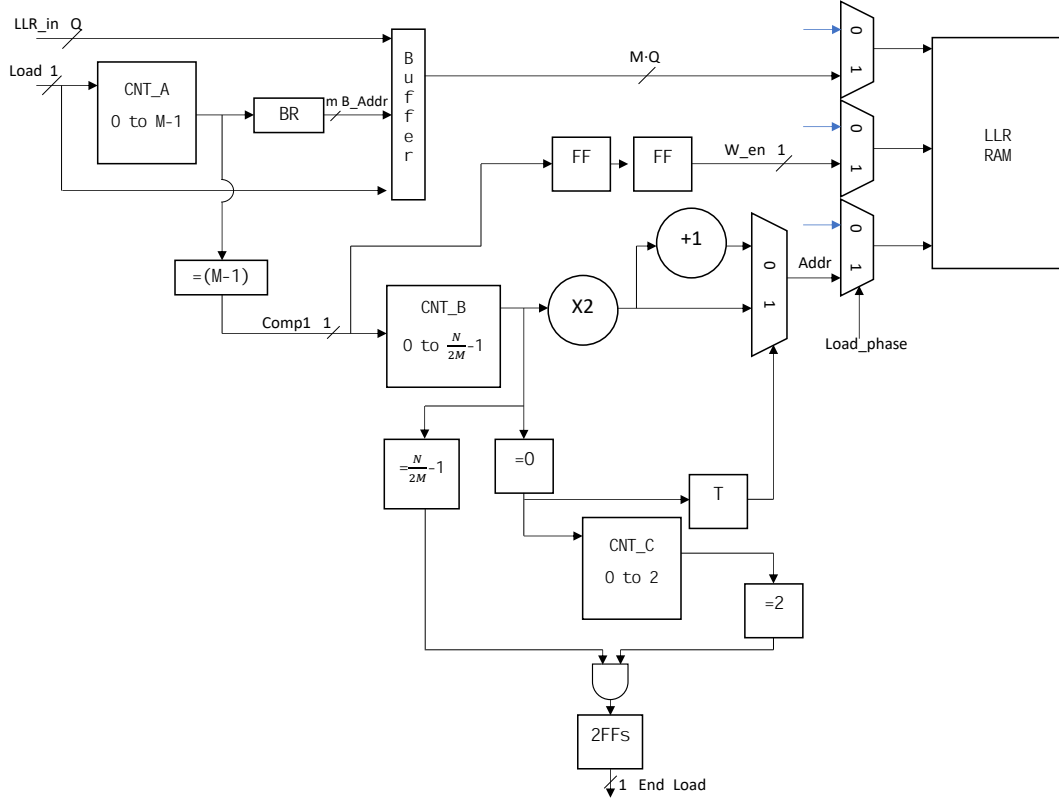 LLR_in Q
Load 1
CNT_A
0 to M-1
BR
m B_Addr
Buffer
M·Q
0
1
LLR
RAM
FF
FF
W_en 1
0
1
+1
0
1
Addr
0
1
Load_phase
=(M-1)
Comp1 1
CNT_B
0 to N/2M-1
X2
=N/2M-1
=0
T
CNT_C
0 to 2
=2
2FFs
1 End Load